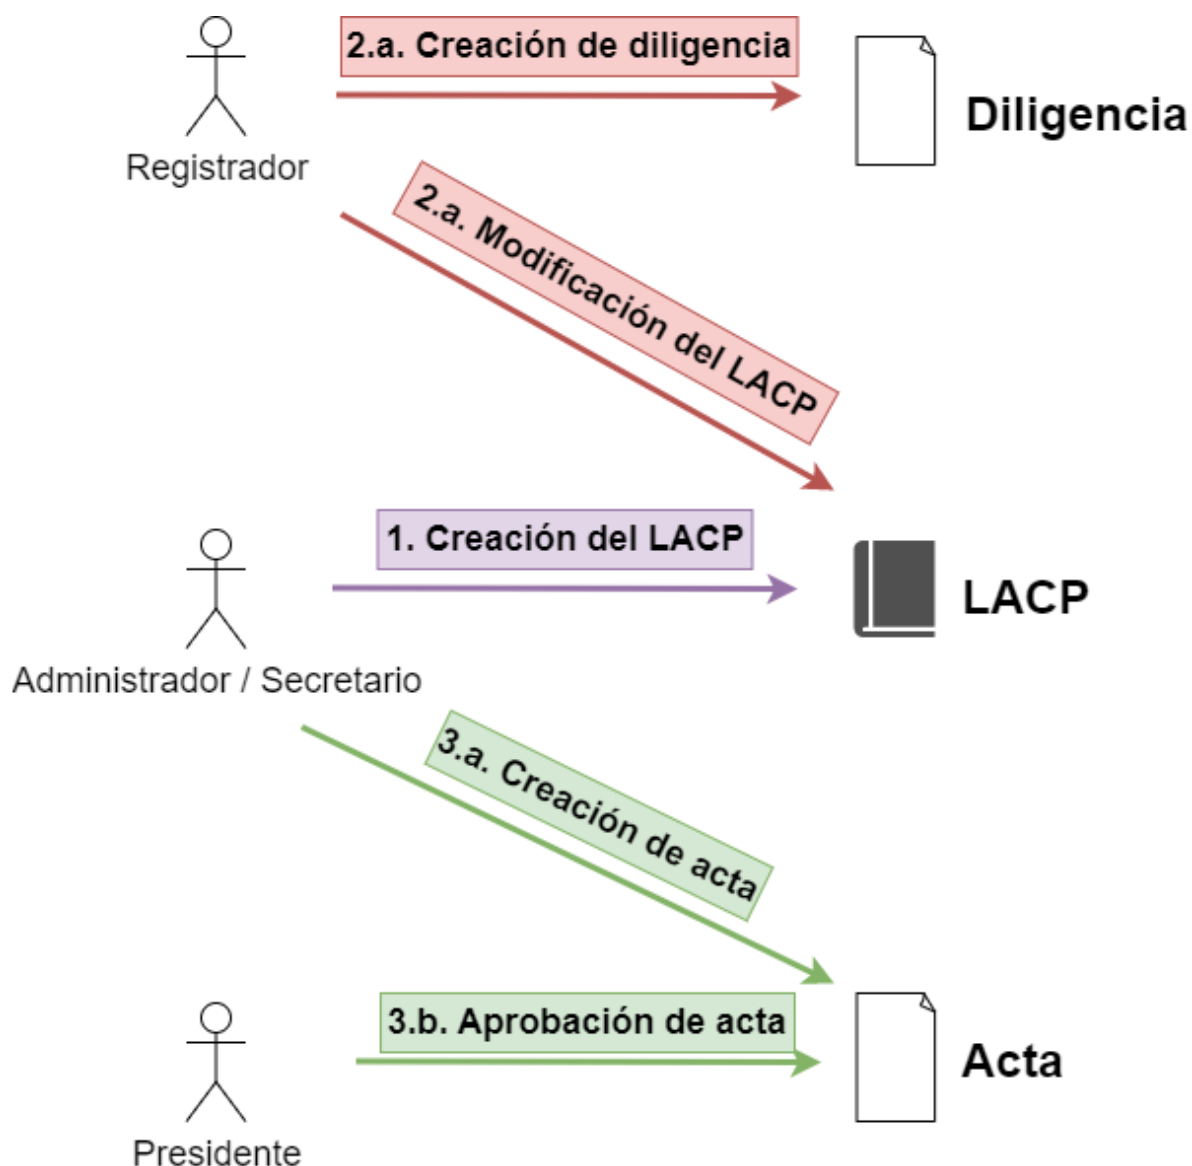 2.a. Creación de diligencia
Diligencia
Registrador
2.a. Modificación del LACP
1. Creación del LACP
LACP
Administrador / Secretario
3.a. Creación de acta
3.b. Aprobación de acta
Acta
Presidente